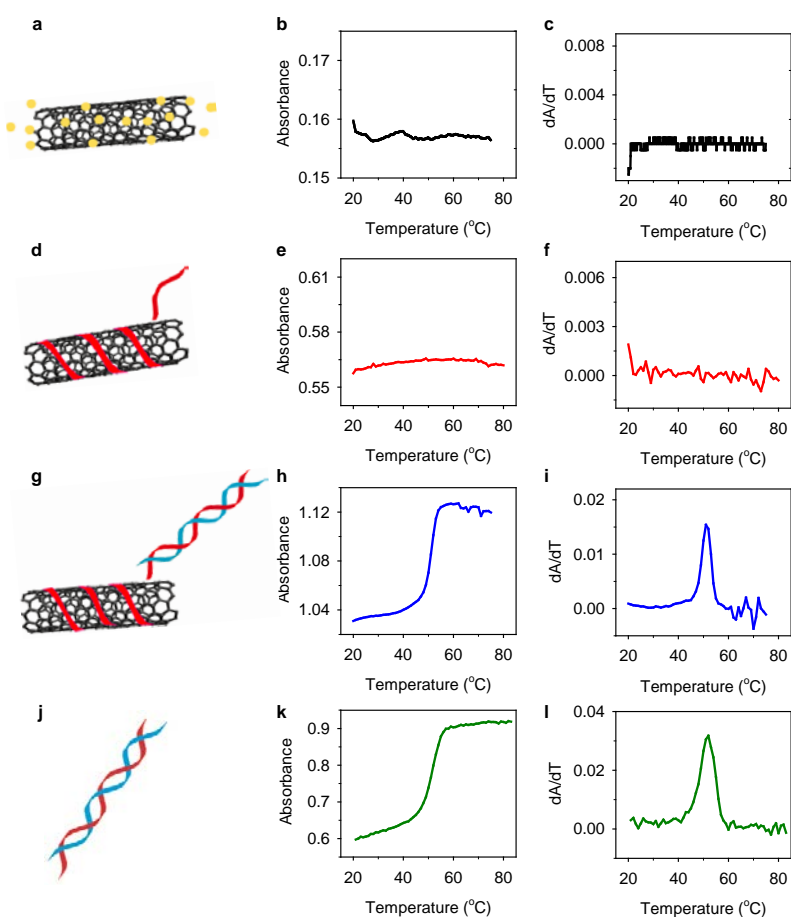 a
b
0.17
0.16
0.15
Absorbance
20 40 60 80
Temperature (°C)
c
0.008
0.004
0.000
dA/dT
20 40 60 80
Temperature (°C)
d
e
0.61
0.58
0.55
Absorbance
20 40 60 80
Temperature (°C)
f
0.006
0.003
0.000
dA/dT
20 40 60 80
Temperature (°C)
g
h
1.12
1.08
1.04
Absorbance
20 40 60 80
Temperature (°C)
i
0.02
0.01
0.00
dA/dT
20 40 60 80
Temperature (°C)
j
k
0.9
0.8
0.7
0.6
Absorbance
20 40 60 80
Temperature (°C)
l
0.04
0.02
0.00
dA/dT
20 40 60 80
Temperature (°C)